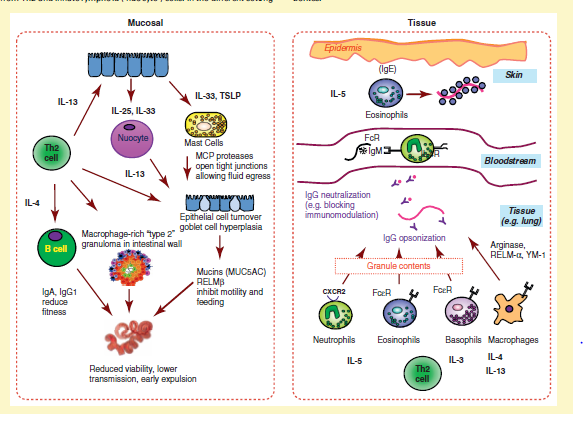 Mucosal
IL-13
IL-25, IL-33
IL-33, TSLP
Nuocyte
Mast Cells
Th2
cell
MCP proteases
open tight junctions
allowing fluid egress
IL-13
IL-4
Epithelial cell turnover
goblet cell hyperplasia
Macrophage-rich "type 2"
granuloma in intestinal wall
B cell
IgA, IgG1
reduce
fitness
Mucins (MUC5AC)
RELMβ
inhibit motility and
feeding
Reduced viability, lower
transmission, early expulsion
Tissue
Epidermis
(IgE)
Skin
IL-5
Eosinophils
FcR
IgM
Bloodstream
IgG neutralization
(e.g. blocking
immunomodulation)
Tissue
(e.g. lung)
IgG opsonization
Arginase,
RELM-α, YM-1
Granule contents
CXCR2
FcεR
FcεR
Neutrophils
Eosinophils
Basophils
Macrophages
IL-5
Th2
cell
IL-3
IL-4
IL-13